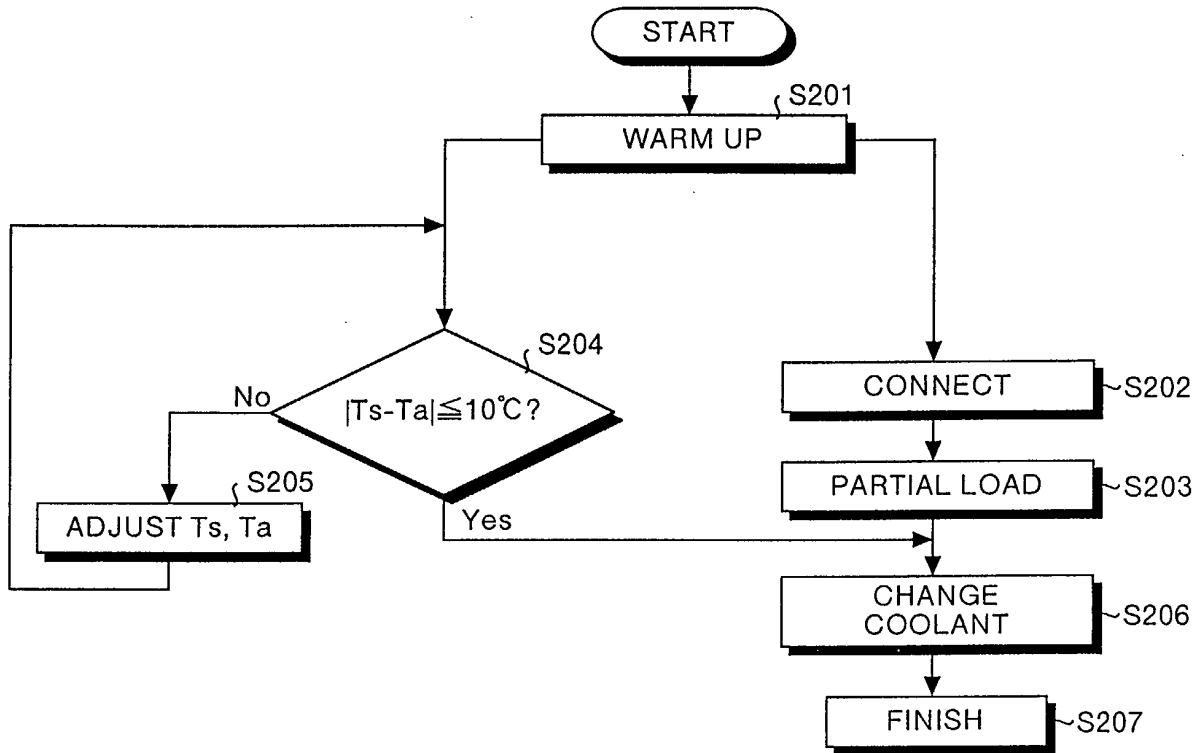 START
S201
WARM UP
S204
|Ts-Ta|≦10℃?
No
Yes
S205
ADJUST Ts, Ta
CONNECT
S202
PARTIAL LOAD
S203
CHANGE
COOLANT
S206
FINISH
S207